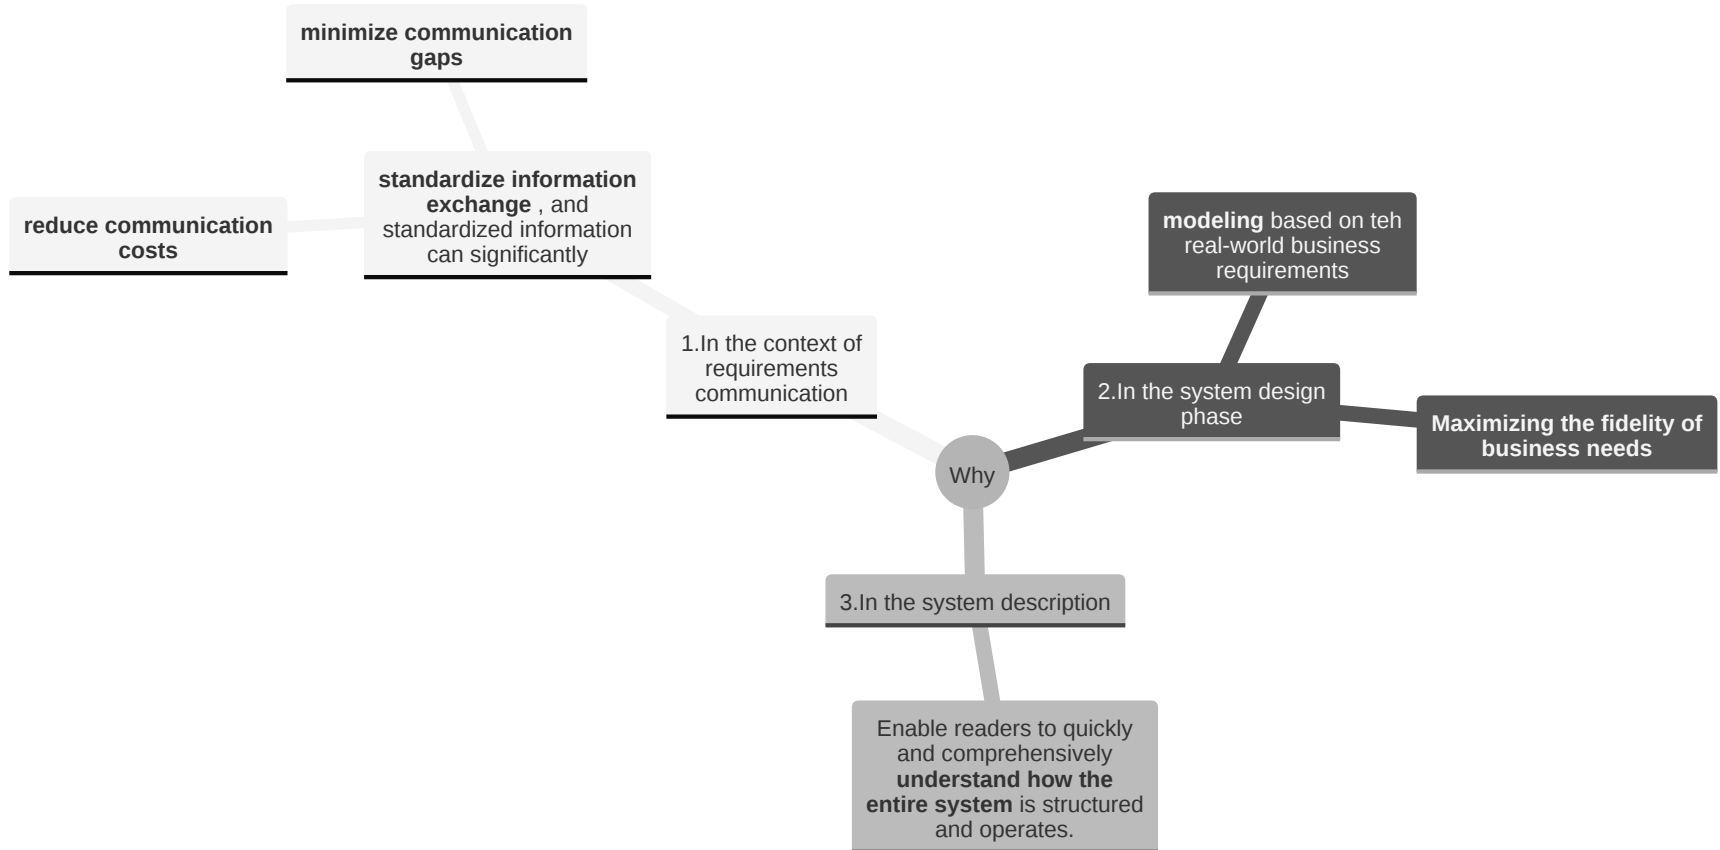 minimize communication
gaps
standardize information
exchange , and
standardized information
can significantly
reduce communication
costs
1.In the context of
requirements
communication
modeling based on teh
real-world business
requirements
2.In the system design
phase
Maximizing the fidelity of
business needs
Why
3.In the system description
Enable readers to quickly
and comprehensively
understand how the
entire system is structured
and operates.